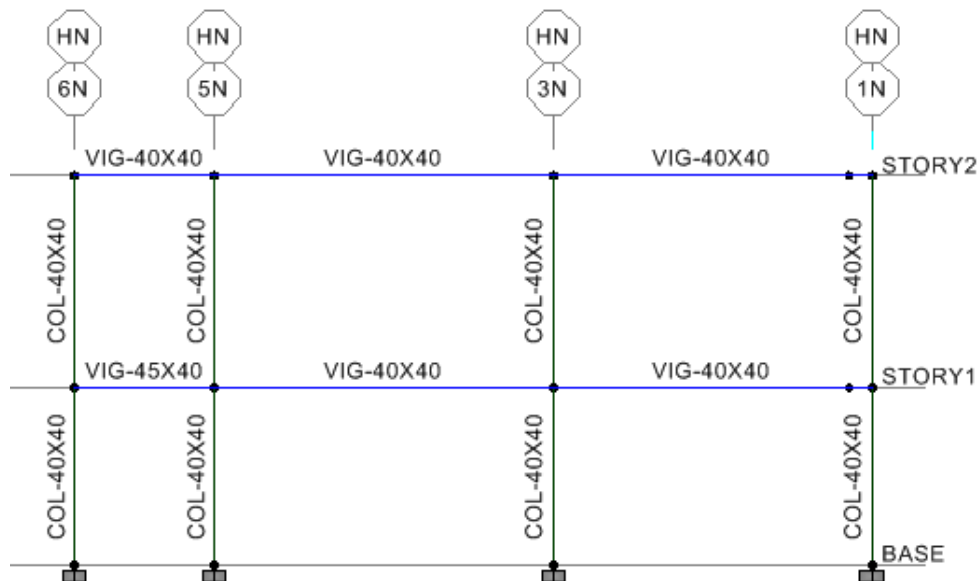 HN HN HN HN
6N 5N 3N 1N
VIG-40X40 VIG-40X40 VIG-40X40
STORY2
COL-40X40 COL-40X40 COL-40X40 COL-40X40
VIG-45X40 VIG-40X40 VIG-40X40
STORY1
COL-40X40 COL-40X40 COL-40X40 COL-40X40
BASE